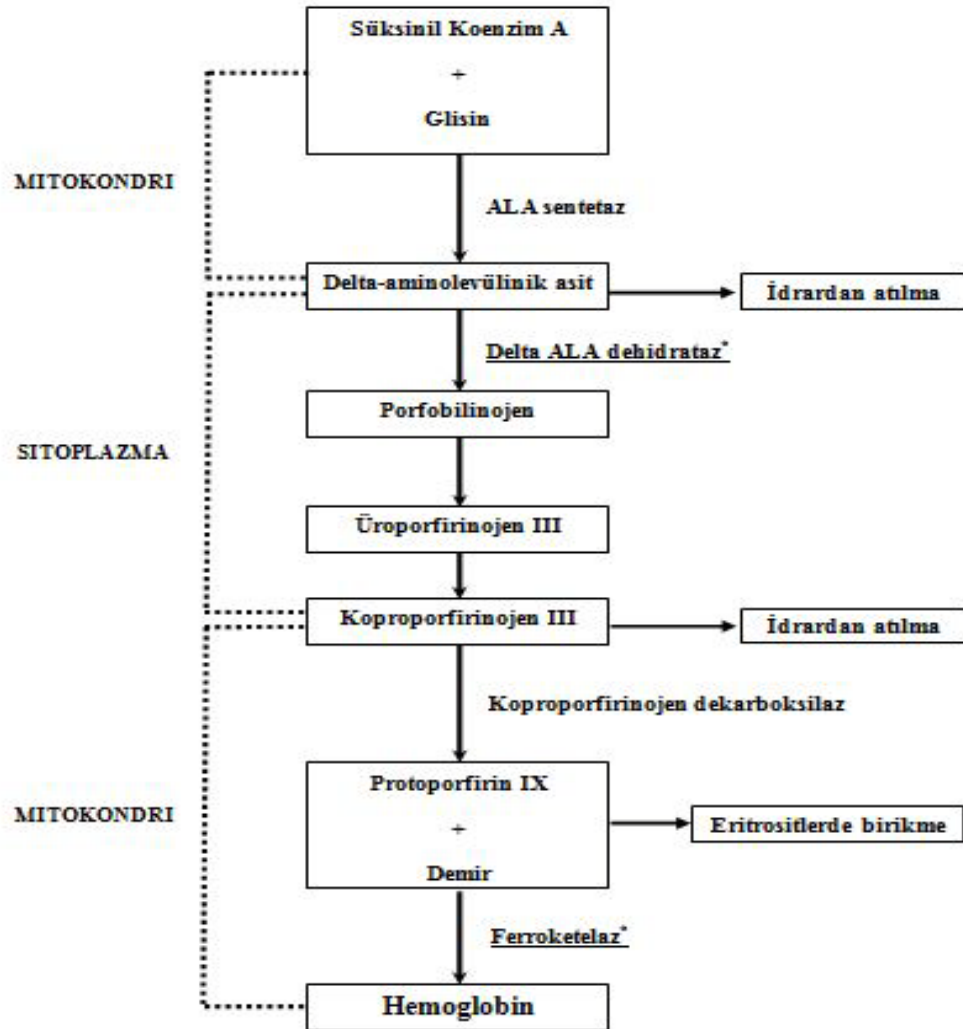 Süksinil Koenzim A
+
Glisin
MITOKONDRI
ALA sentetaz
Delta-aminolevülinik asit
İdrardan atılma
Delta ALA dehidrataz*
Porfobilinojen
SITOPLAZMA
Üroporfirinojen III
Koproporfirinojen III
İdrardan atılma
Koproporfirinojen dekarboksilaz
Protoporfirin IX
+
Demir
MITOKONDRI
Eritrositlerde birikme
Ferroketelaz*
Hemoglobin